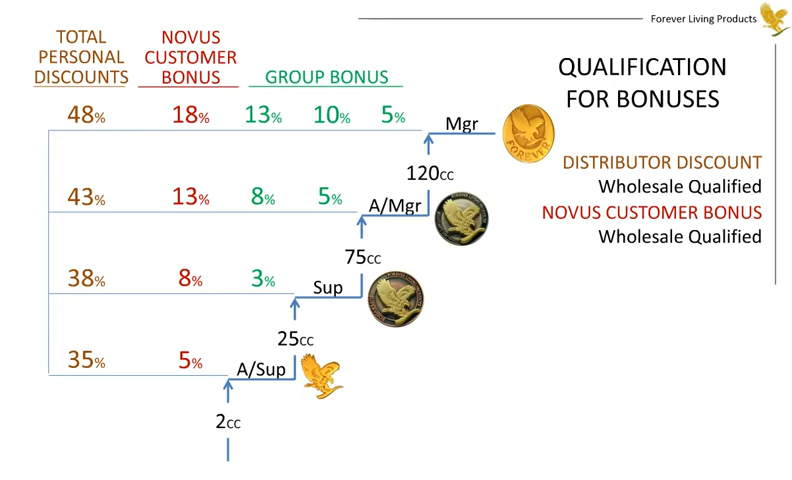 Forever Living Products
TOTAL
PERSONAL
DISCOUNTS
NOVUS
CUSTOMER
BONUS
GROUP BONUS
QUALIFICATION
FOR BONUSES
48% 18% 13% 10% 5%
Mgr
FOREVER
120CC
DISTRIBUTOR DISCOUNT
Wholesale Qualified
NOVUS CUSTOMER BONUS
Wholesale Qualified
43% 13% 8% 5%
A/Mgr
75CC
38% 8% 3%
Sup
25CC
35% 5%
A/Sup
2CC